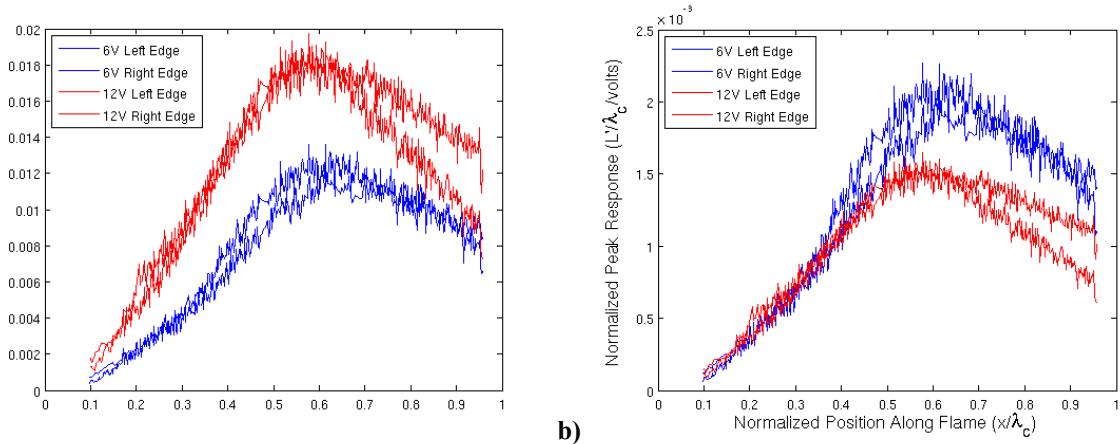 0.02
0.018
0.016
0.014
0.012
0.01
0.008
0.006
0.004
0.002
0
6V Left Edge
6V Right Edge
12V Left Edge
12V Right Edge
0 0.1 0.2 0.3 0.4 0.5 0.6 0.7 0.8 0.9 1
b)
× 10⁻³
2.5
2
1.5
1
0.5
0
Normalized Peak Response (L'/λc/volts)
6V Left Edge
6V Right Edge
12V Left Edge
12V Right Edge
0 0.1 0.2 0.3 0.4 0.5 0.6 0.7 0.8 0.9 1
Normalized Position Along Flame (x/λc)